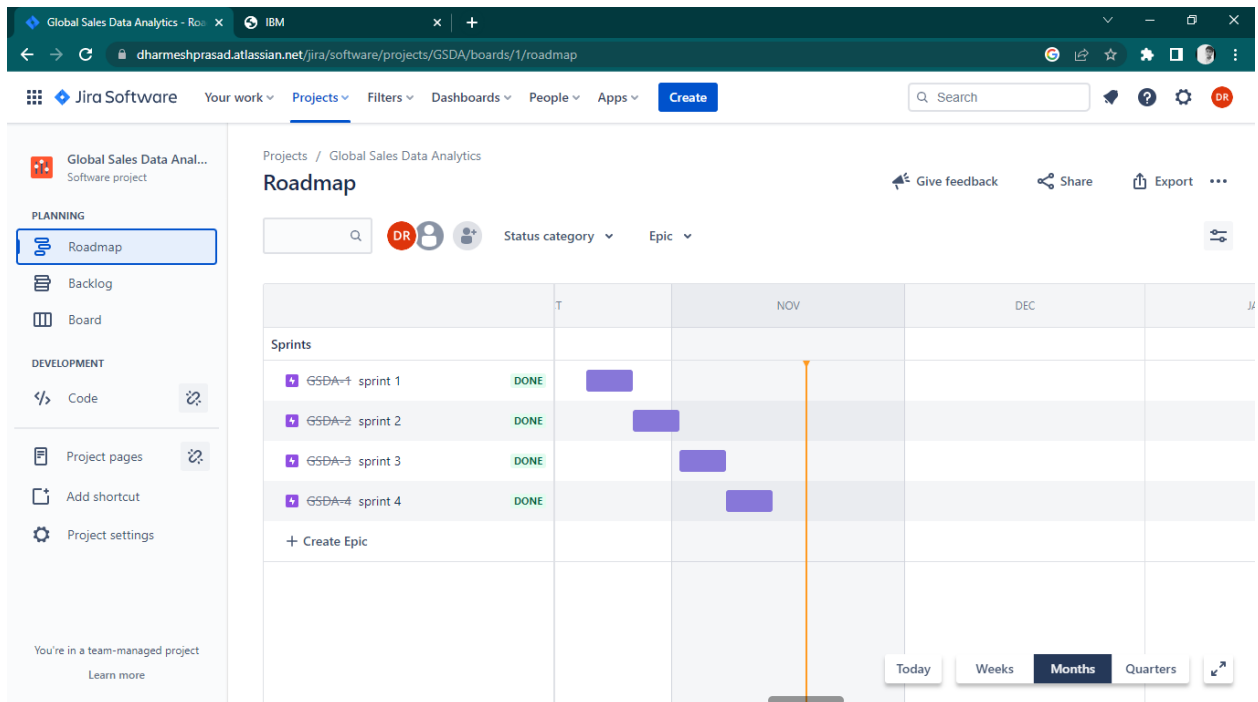 Global Sales Data Analytics - Roa
IBM
dharmeshprasad.atlassian.net/jira/software/projects/GSDA/boards/1/roadmap
Jira Software Your work Projects Filters Dashboards People Apps Create Search DR
Global Sales Data Anal...
Software project
PLANNING
Roadmap
Backlog
Board
DEVELOPMENT
Code
Project pages
Add shortcut
Project settings
You're in a team-managed project
Learn more
Projects / Global Sales Data Analytics
Roadmap
Give feedback Share Export
DR Status category Epic
T NOV DEC JA
Sprints
GSDA-1 sprint 1 DONE
GSDA-2 sprint 2 DONE
GSDA-3 sprint 3 DONE
GSDA-4 sprint 4 DONE
+ Create Epic
Today Weeks Months Quarters